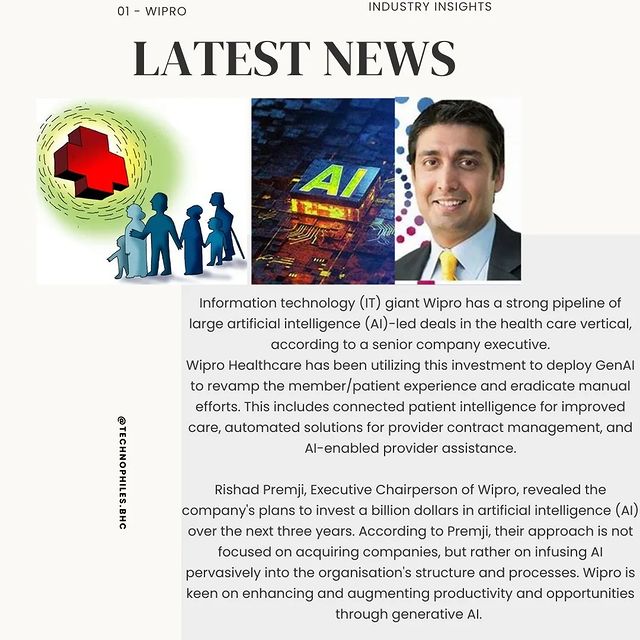 01 - WIPRO
INDUSTRY INSIGHTS
LATEST NEWS
AI
Information technology (IT) giant Wipro has a strong pipeline of
large artificial intelligence (AI)-led deals in the health care vertical,
according to a senior company executive.
Wipro Healthcare has been utilizing this investment to deploy GenAI
to revamp the member/patient experience and eradicate manual
efforts. This includes connected patient intelligence for improved
care, automated solutions for provider contract management, and
AI-enabled provider assistance.
@TECHNOPHILES.BHC
Rishad Premji, Executive Chairperson of Wipro, revealed the
company's plans to invest a billion dollars in artificial intelligence (AI)
over the next three years. According to Premji, their approach is not
focused on acquiring companies, but rather on infusing AI
pervasively into the organisation's structure and processes. Wipro is
keen on enhancing and augmenting productivity and opportunities
through generative AI.